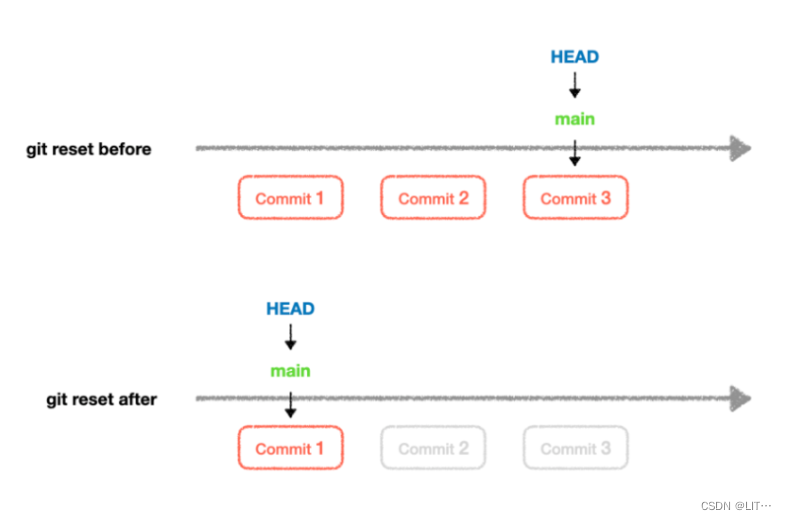 HEAD
main
git reset before
Commit 1
Commit 2
Commit 3
HEAD
main
git reset after
Commit 1
Commit 2
Commit 3
CSDN @LIT…